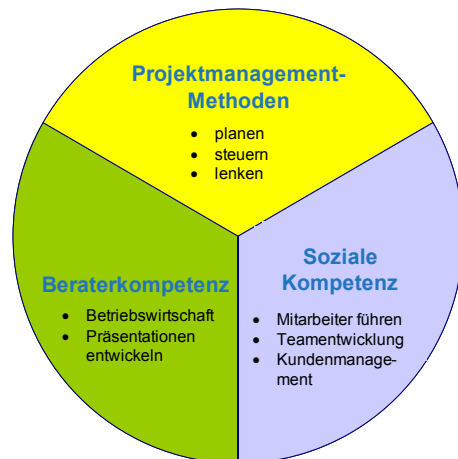 Projektmanagement-
Methoden
• planen
• steuern
• lenken
Beraterkompetenz
• Betriebswirtschaft
• Präsentationen
entwickeln
Soziale
Kompetenz
• Mitarbeiter führen
• Teamentwicklung
• Kundenmanage-
ment